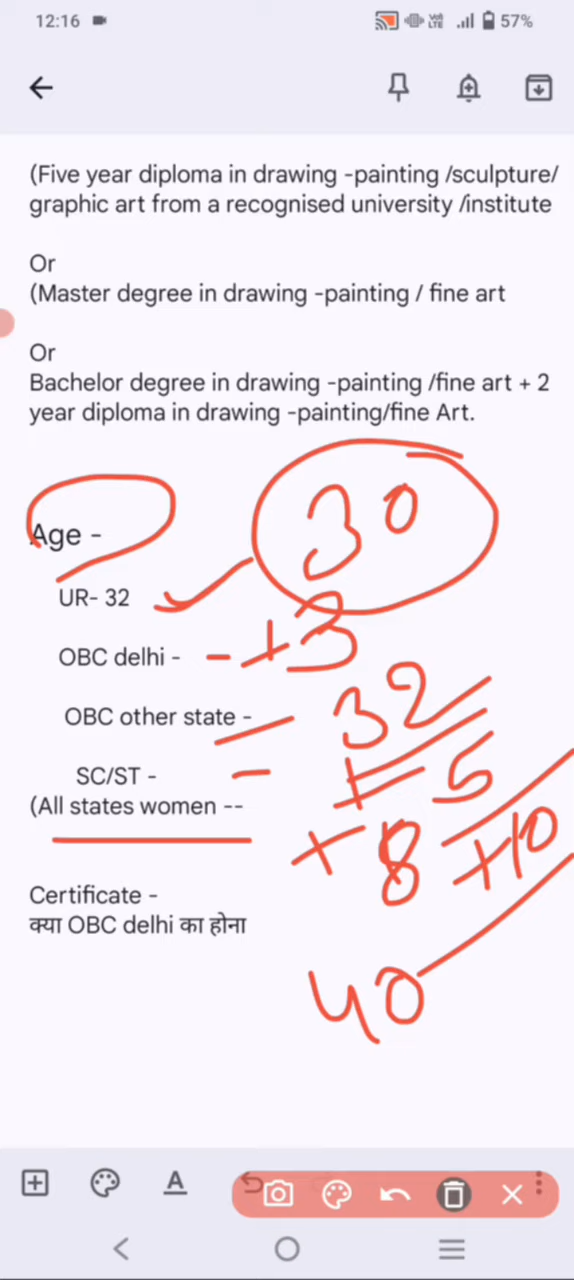 12:16
Vo)) LTE 57%
(Five year diploma in drawing -painting /sculpture/
graphic art from a recognised university /institute
Or
(Master degree in drawing -painting / fine art
Or
Bachelor degree in drawing -painting /fine art + 2
year diploma in drawing -painting/fine Art.
30
Age -
UR- 32
OBC delhi - - +3
OBC other state - 32
SC/ST - - + 5
(All states women --
+ 8 +10
Certificate -
क्या OBC delhi का होना
40
A